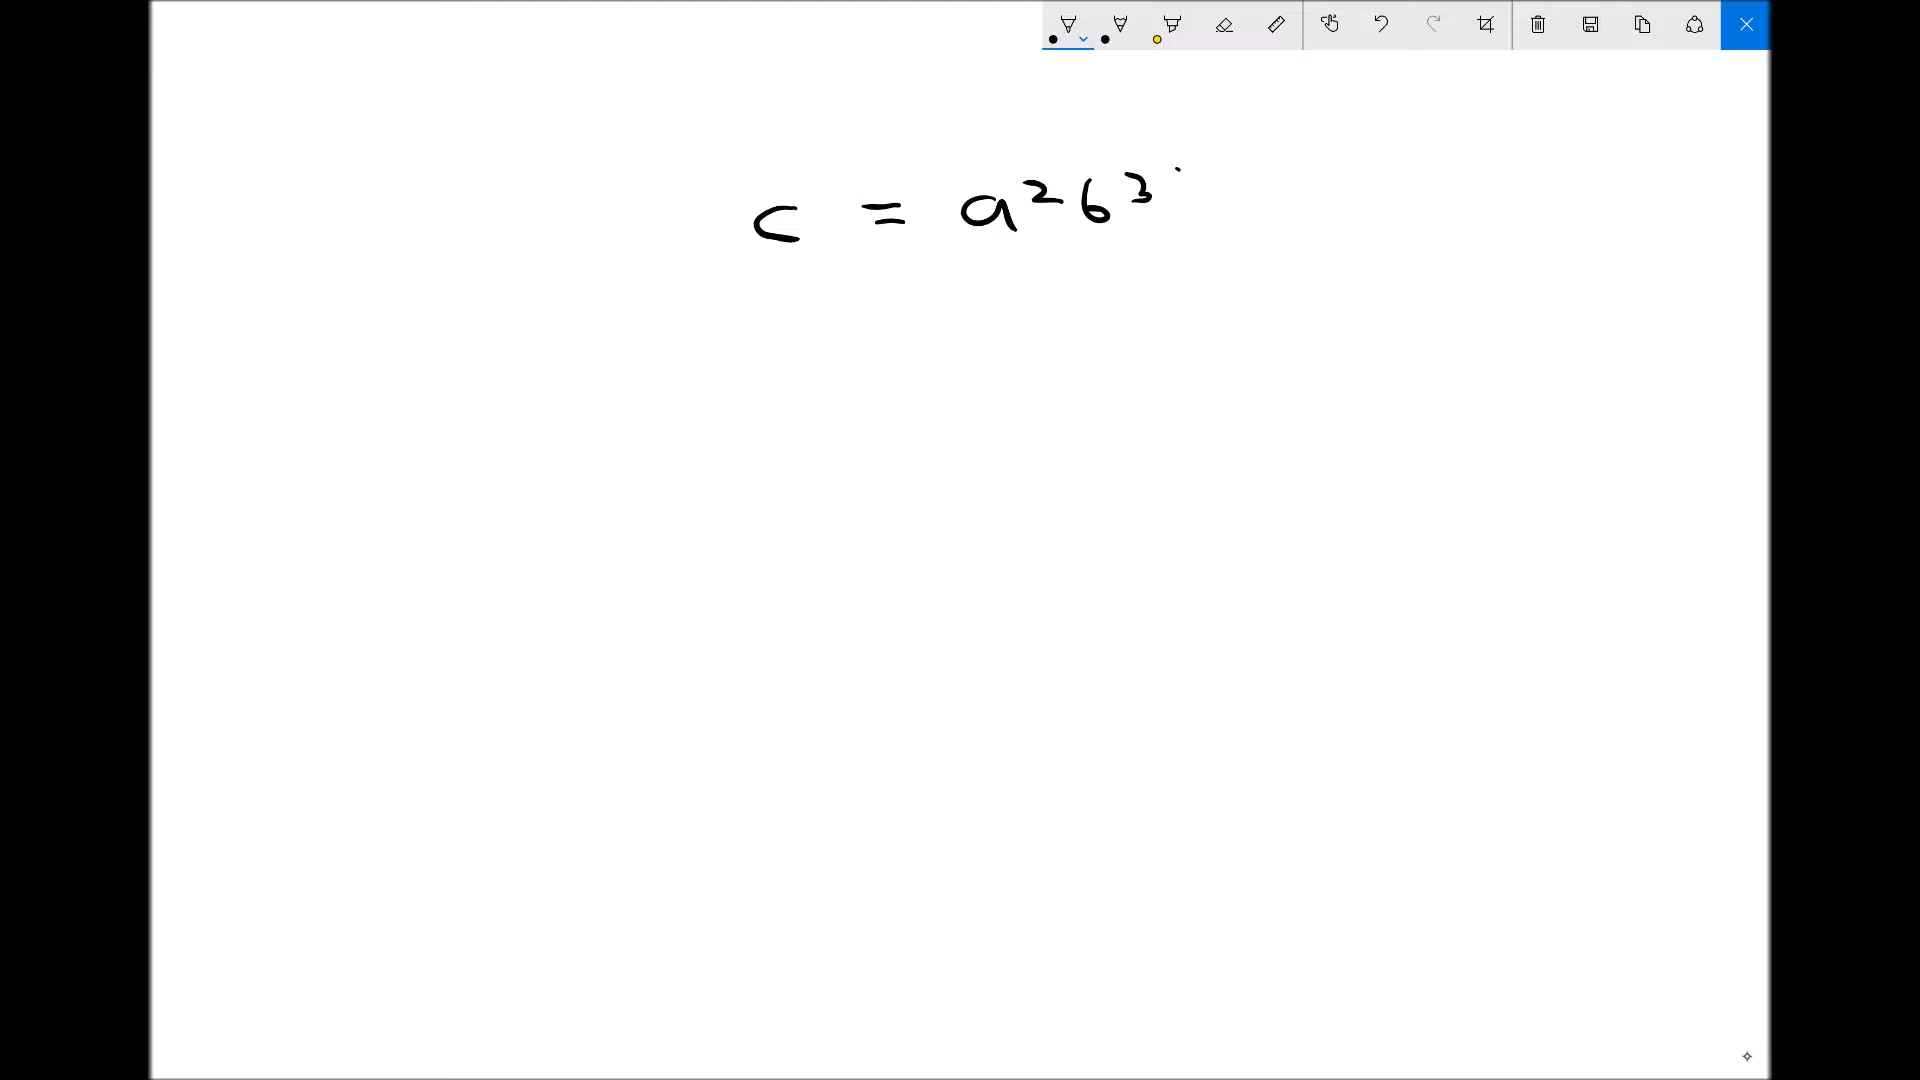 c = a²b³